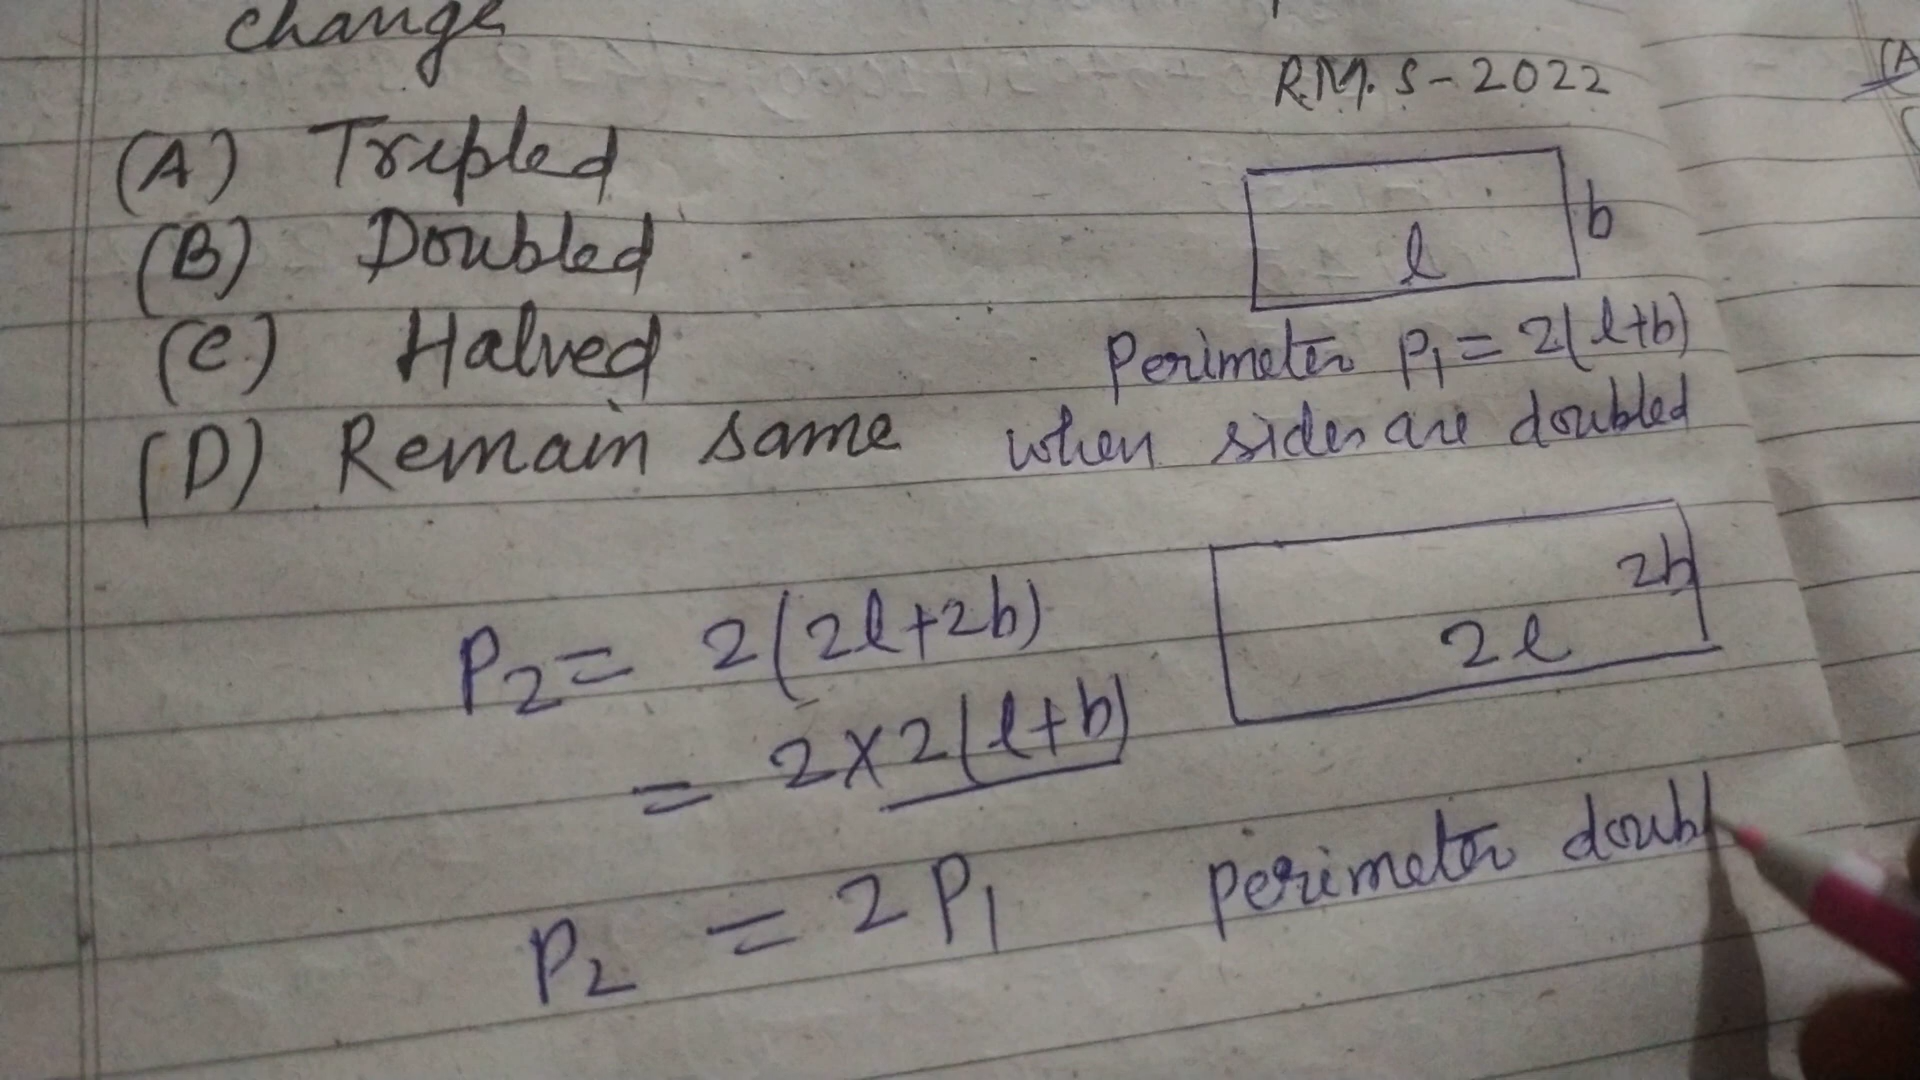 change
R.M.S-2022
(A) Tripled
(B) Doubled
(C) Halved
(D) Remain same
b
l
Perimeter P₁ = 2(l+b)
when sides are doubled
2b
2l
P₂ = 2(2l+2b)
= 2×2(l+b)
P₂ = 2P₁
Perimeter doubl
(A